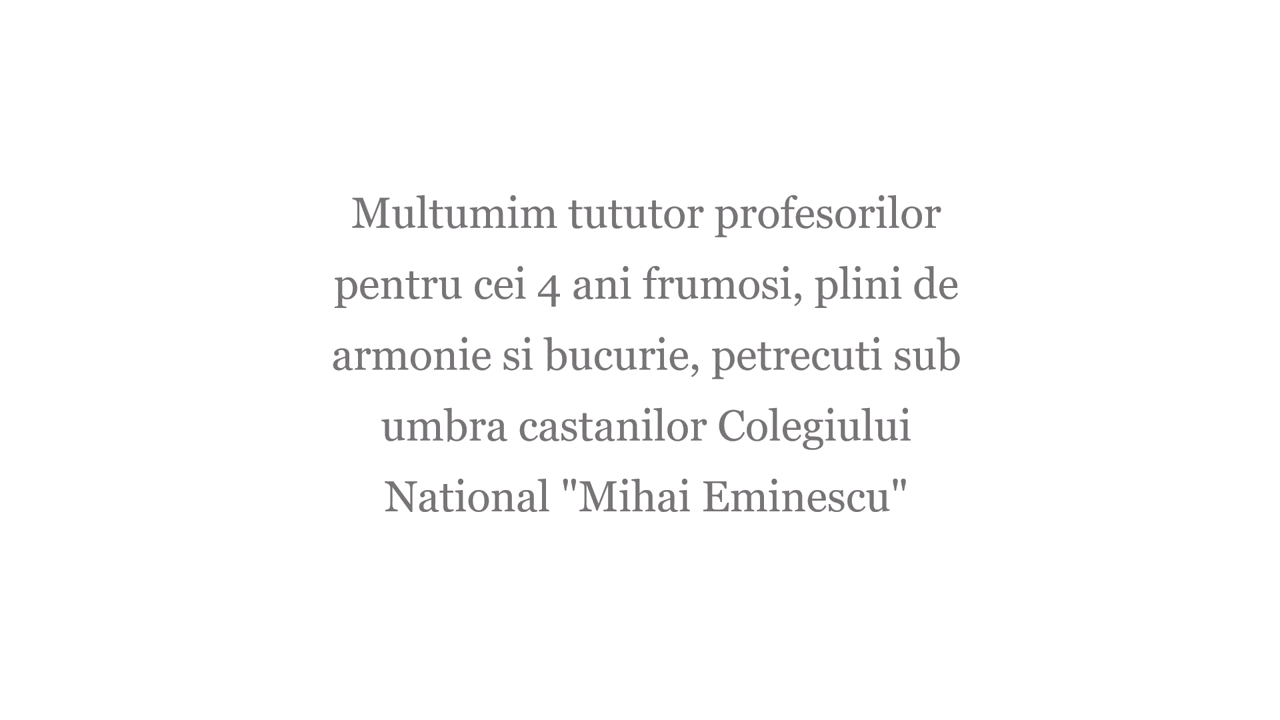 Multumim tututor profesorilor
pentru cei 4 ani frumosi, plini de
armonie si bucurie, petrecuti sub
umbra castanilor Colegiului
National "Mihai Eminescu"